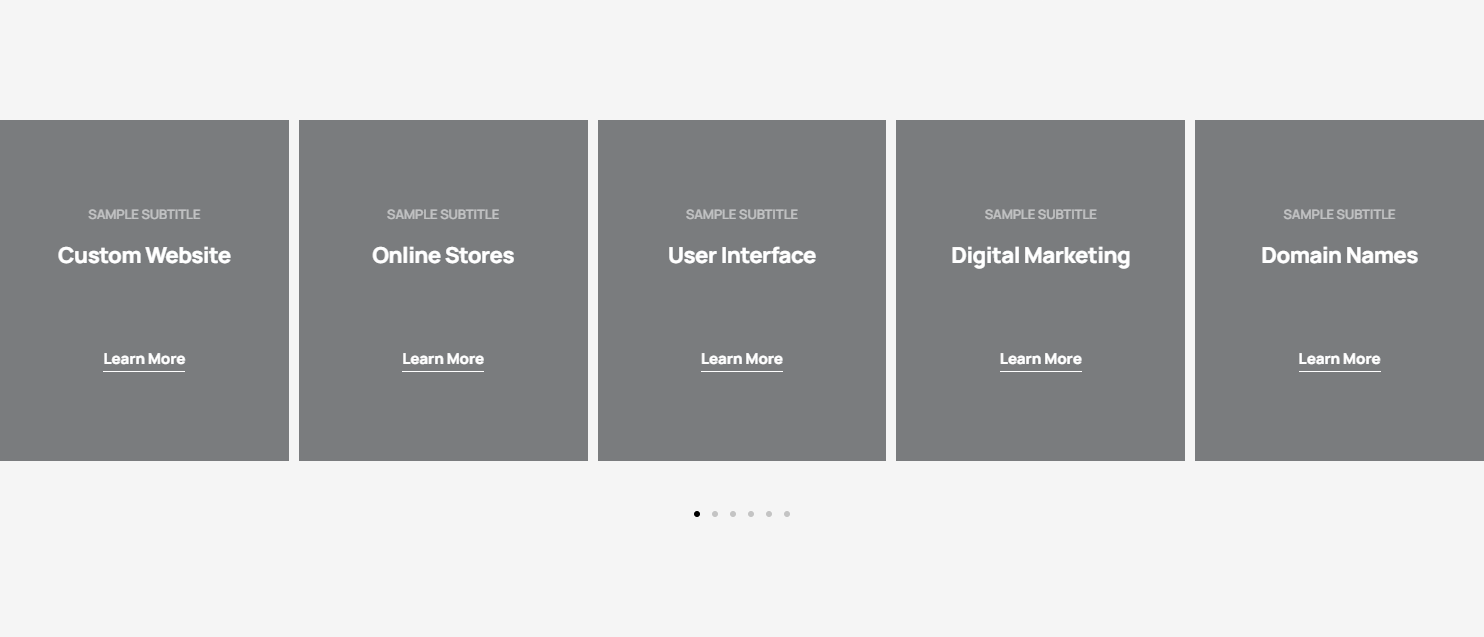 SAMPLE SUBTITLE
Custom Website
Learn More
SAMPLE SUBTITLE
Online Stores
Learn More
SAMPLE SUBTITLE
User Interface
Learn More
SAMPLE SUBTITLE
Digital Marketing
Learn More
SAMPLE SUBTITLE
Domain Names
Learn More